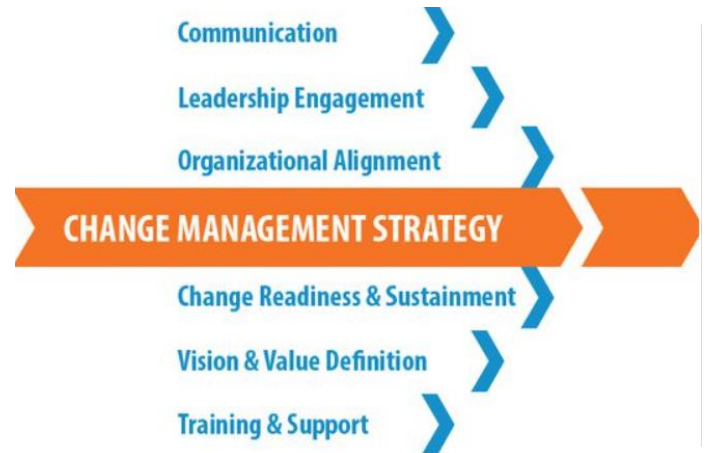 Communication
Leadership Engagement
Organizational Alignment
CHANGE MANAGEMENT STRATEGY
Change Readiness & Sustainment
Vision & Value Definition
Training & Support